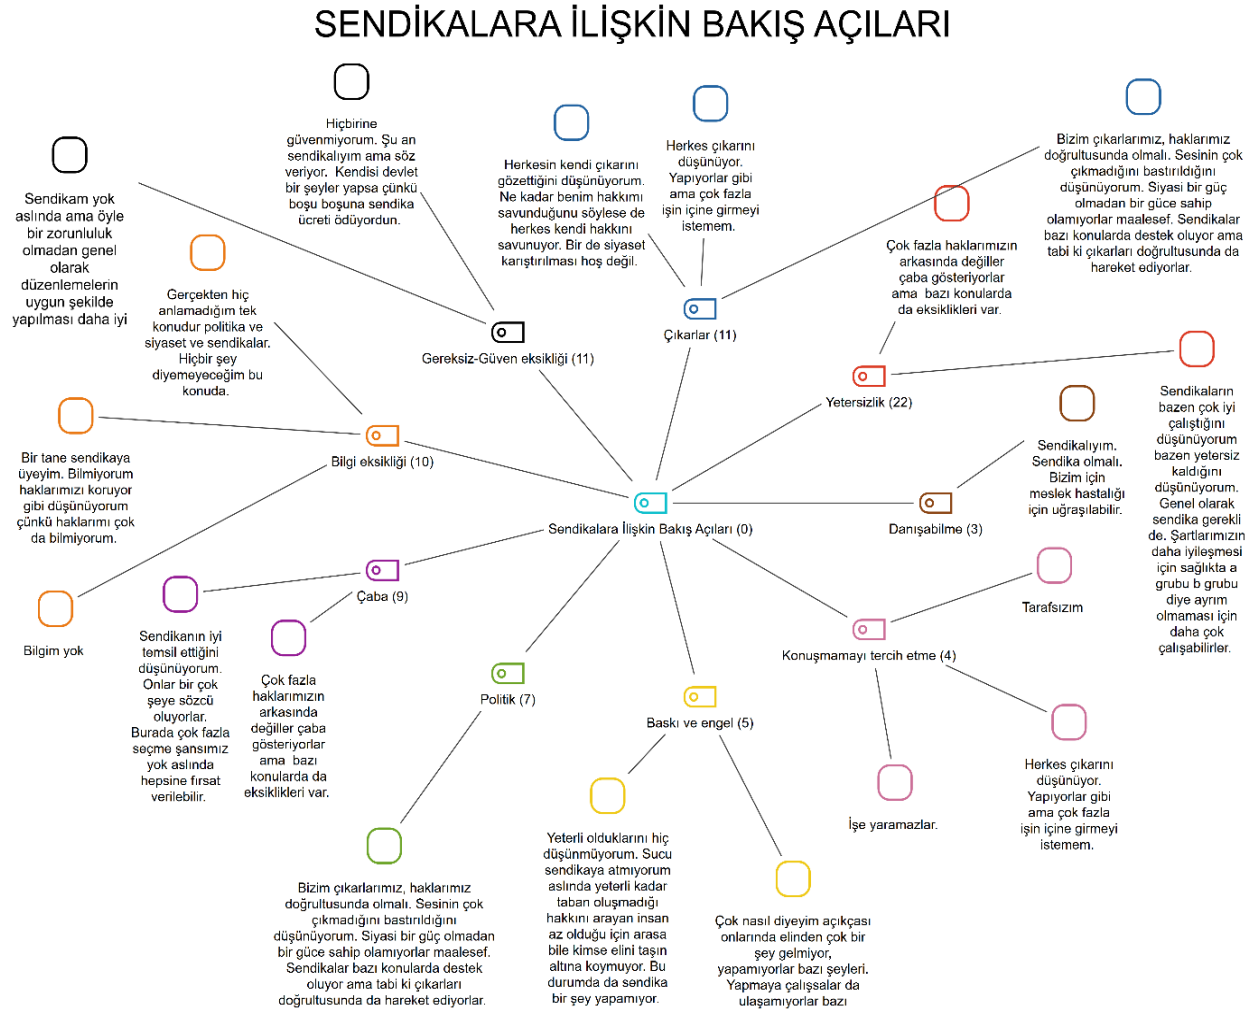 SENDİKALARA İLİŞKİN BAKIŞ AÇILARI
Sendikam yok
aslında ama öyle
bir zorunluluk
olmadan genel
olarak
düzenlemelerin
uygun şekilde
yapılması daha iyi
Hiçbirine
güvenmiyorum. Şu an
sendikalıyım ama söz
veriyor. Kendisi devlet
bir şeyler yapsa çünkü
boşu boşuna sendika
ücreti ödüyordun.
Herkesin kendi çıkarını
gözettiğini düşünüyorum.
Ne kadar benim hakkımı
savunduğunu söylese de
herkes kendi hakkını
savunuyor. Bir de siyaset
karıştırılması hoş değil.
Herkes çıkarını
düşünüyor.
Yapıyorlar gibi
ama çok fazla
işin içine girmeyi
istemem.
Bizim çıkarlarımız, haklarımız
doğrultusunda olmalı. Sesinin çok
çıkmadığını bastırıldığını
düşünüyorum. Siyasi bir güç
olmadan bir güce sahip
olamıyorlar maalesef. Sendikalar
bazı konularda destek oluyor ama
tabi ki çıkarları doğrultusunda da
hareket ediyorlar.
Çok fazla haklarımızın
arkasında değiller
çaba gösteriyorlar
ama bazı konularda
da eksiklikleri var.
Gerçekten hiç
anlamadığım tek
konudur politika ve
siyaset ve sendikalar.
Hiçbir şey
diyemeyeceğim bu
konuda.
Gereksiz-Güven eksikliği (11)
Çıkarlar (11)
Yetersizlik (22)
Sendikaların
bazen çok iyi
çalıştığını
düşünüyorum
bazen yetersiz
kaldığını
düşünüyorum.
Genel olarak
sendika gerekli
de. Şartlarımızın
daha iyileşmesi
için sağlıkta a
grubu b grubu
diye ayrım
olmaması için
daha çok
çalışabilirler.
Bir tane sendikaya
üyeyim. Bilmiyorum
haklarımızı koruyor
gibi düşünüyorum
çünkü haklarımı çok
da bilmiyorum.
Bilgi eksikliği (10)
Sendikalıyım.
Sendika olmalı.
Bizim için
meslek hastalığı
için uğraşılabilir.
Sendikalara İlişkin Bakış Açıları (0)
Danışabilme (3)
Bilgim yok
Çaba (9)
Tarafsızım
Sendikanın iyi
temsil ettiğini
düşünüyorum.
Onlar bir çok
şeye sözcü
oluyorlar.
Burada çok fazla
seçme şansımız
yok aslında
hepsine fırsat
verilebilir.
Çok fazla
haklarımızın
arkasında
değiller çaba
gösteriyorlar
ama bazı
konularda da
eksiklikleri var.
Politik (7)
Baskı ve engel (5)
Konuşmamayı tercih etme (4)
İşe yaramazlar.
Herkes çıkarını
düşünüyor.
Yapıyorlar gibi
ama çok fazla
işin içine girmeyi
istemem.
Bizim çıkarlarımız, haklarımız
doğrultusunda olmalı. Sesinin çok
çıkmadığını bastırıldığını
düşünüyorum. Siyasi bir güç olmadan
bir güce sahip olamıyorlar maalesef.
Sendikalar bazı konularda destek
oluyor ama tabi ki çıkarları
doğrultusunda da hareket ediyorlar.
Yeterli olduklarını hiç
düşünmüyorum. Sucu
sendikaya atmıyorum
aslında yeterli kadar
taban oluşmadığı
hakkını arayan insan
az olduğu için arasa
bile kimse elini taşın
altına koymuyor. Bu
durumda da sendika
bir şey yapamıyor.
Çok nasıl diyeyim açıkçası
onlarında elinden çok bir
şey gelmiyor,
yapamıyorlar bazı şeyleri.
Yapmaya çalışsalar da
ulaşamıyorlar bazı